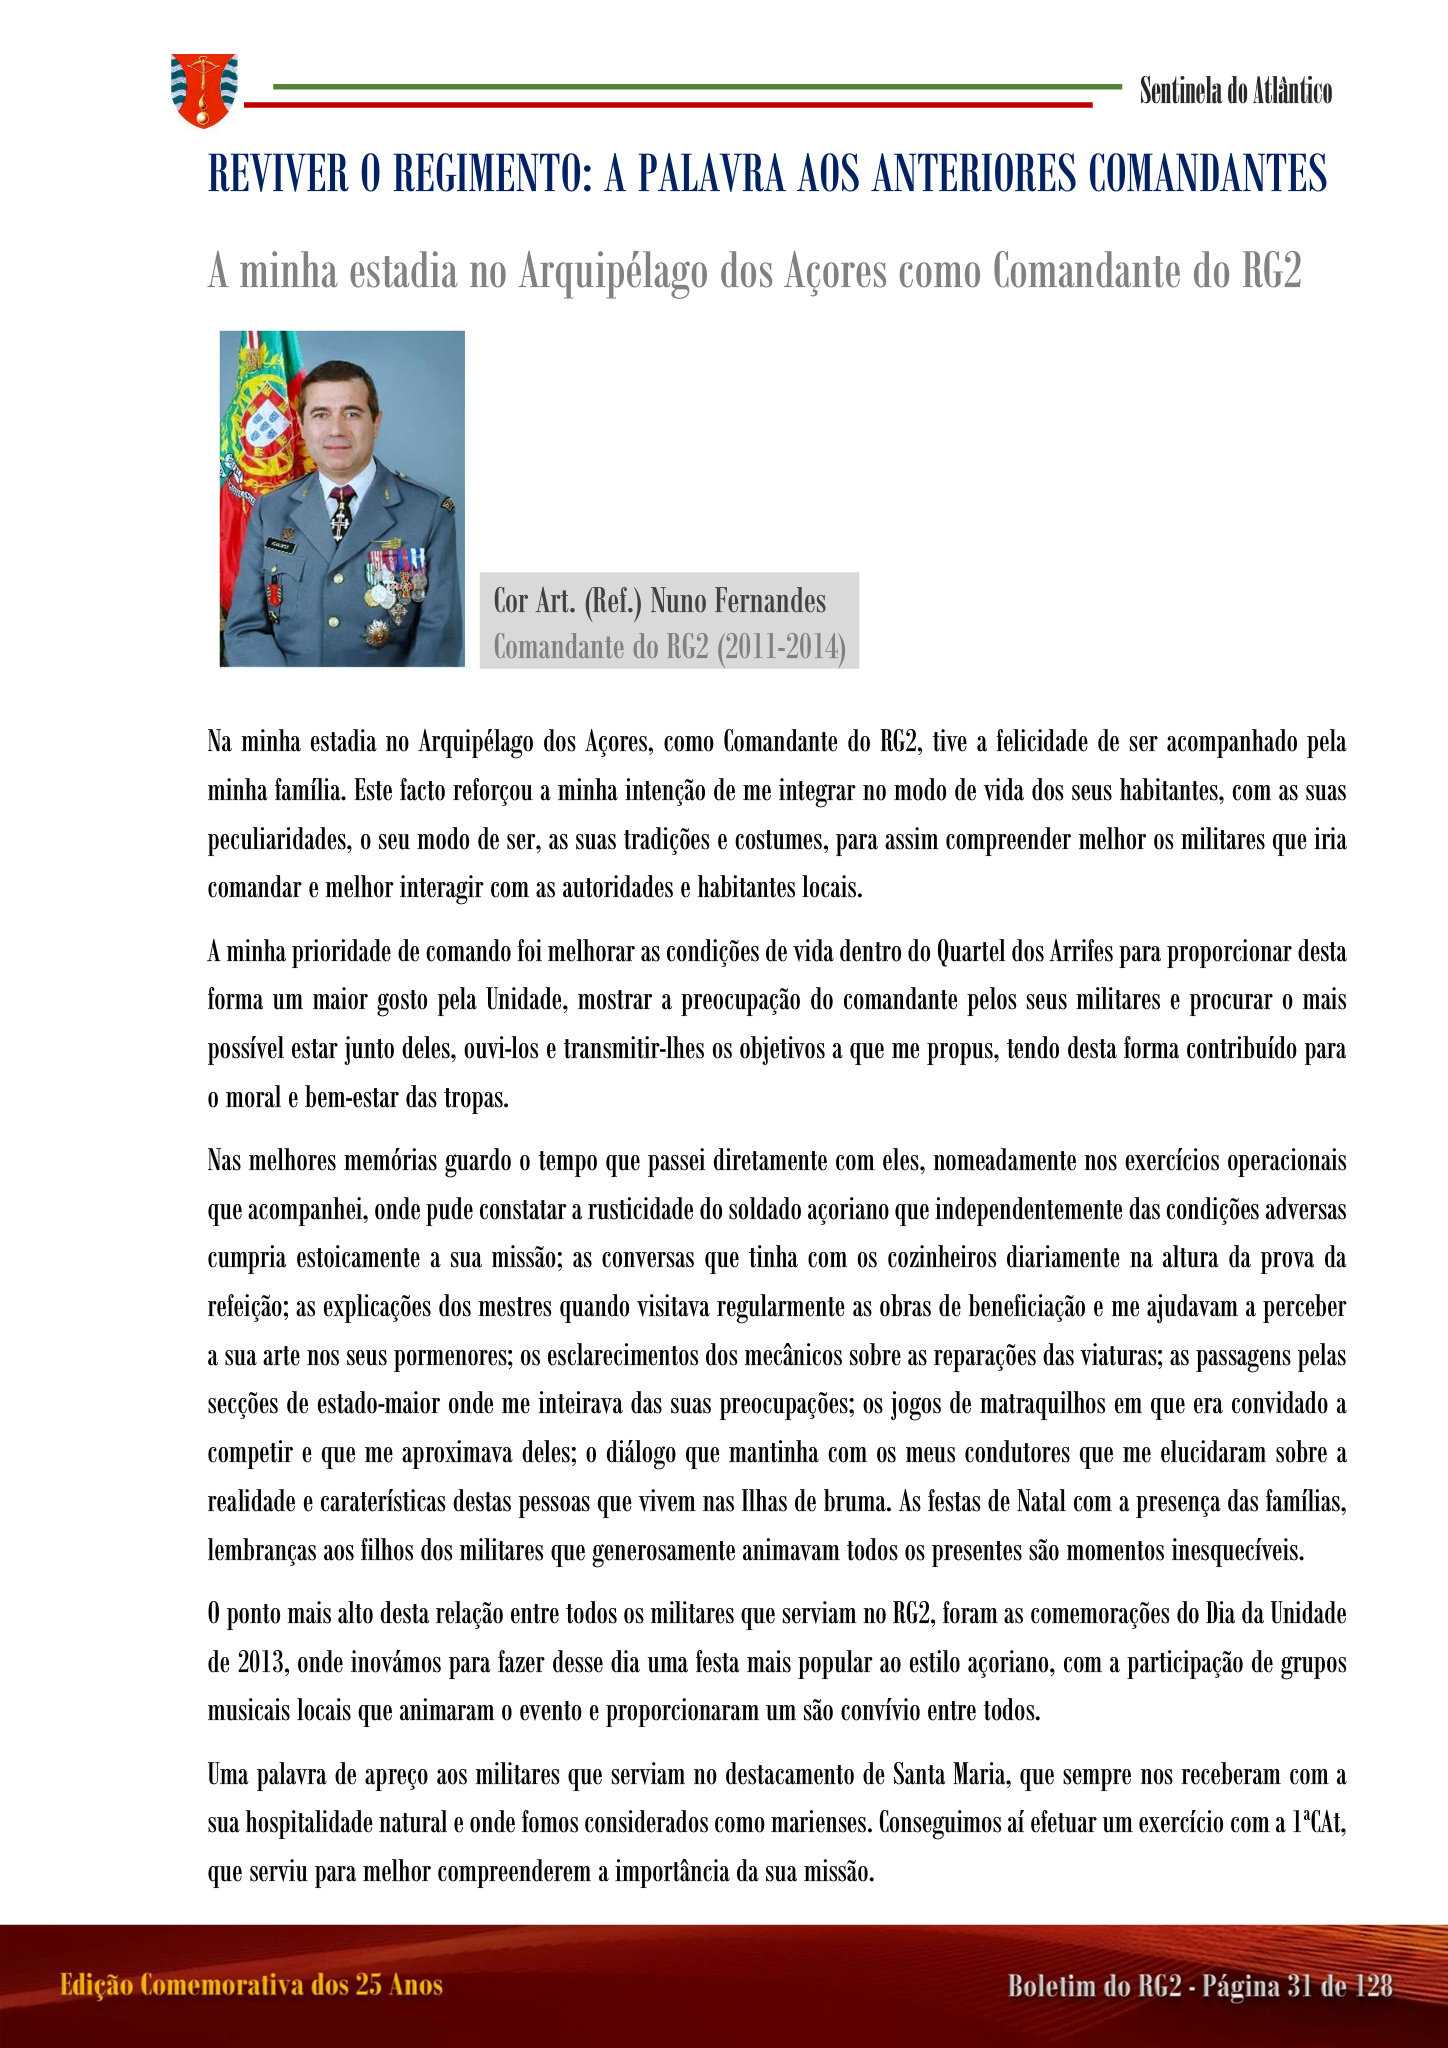 Sentinela do Atlântico
REVIVER O REGIMENTO: A PALAVRA AOS ANTERIORES COMANDANTES
A minha estadia no Arquipélago dos Açores como Comandante do RG2
Cor Art. (Ref.) Nuno Fernandes
Comandante do RG2 (2011-2014)
Na minha estadia no Arquipélago dos Açores, como Comandante do RG2, tive a felicidade de ser acompanhado pela
minha família. Este facto reforçou a minha intenção de me integrar no modo de vida dos seus habitantes, com as suas
peculiaridades, o seu modo de ser, as suas tradições e costumes, para assim compreender melhor os militares que iria
comandar e melhor interagir com as autoridades e habitantes locais.
A minha prioridade de comando foi melhorar as condições de vida dentro do Quartel dos Arrifes para proporcionar desta
forma um maior gosto pela Unidade, mostrar a preocupação do comandante pelos seus militares e procurar o mais
possível estar junto deles, ouvi-los e transmitir-lhes os objetivos a que me propus, tendo desta forma contribuído para
o moral e bem-estar das tropas.
Nas melhores memórias guardo o tempo que passei diretamente com eles, nomeadamente nos exercícios operacionais
que acompanhei, onde pude constatar a rusticidade do soldado açoriano que independentemente das condições adversas
cumpria estoicamente a sua missão; as conversas que tinha com os cozinheiros diariamente na altura da prova da
refeição; as explicações dos mestres quando visitava regularmente as obras de beneficiação e me ajudavam a perceber
a sua arte nos seus pormenores; os esclarecimentos dos mecânicos sobre as reparações das viaturas; as passagens pelas
secções de estado-maior onde me inteirava das suas preocupações; os jogos de matraquilhos em que era convidado a
competir e que me aproximava deles; o diálogo que mantinha com os meus condutores que me elucidaram sobre a
realidade e caraterísticas destas pessoas que vivem nas Ilhas de bruma. As festas de Natal com a presença das famílias,
lembranças aos filhos dos militares que generosamente animavam todos os presentes são momentos inesquecíveis.
O ponto mais alto desta relação entre todos os militares que serviam no RG2, foram as comemorações do Dia da Unidade
de 2013, onde inovámos para fazer desse dia uma festa mais popular ao estilo açoriano, com a participação de grupos
musicais locais que animaram o evento e proporcionaram um são convívio entre todos.
Uma palavra de apreço aos militares que serviam no destacamento de Santa Maria, que sempre nos receberam com a
sua hospitalidade natural e onde fomos considerados como marienses. Conseguimos aí efetuar um exercício com a 1ªCAt,
que serviu para melhor compreenderem a importância da sua missão.
Edição Comemorativa dos 25 Anos
Boletim do RG2 - Página 31 de 128